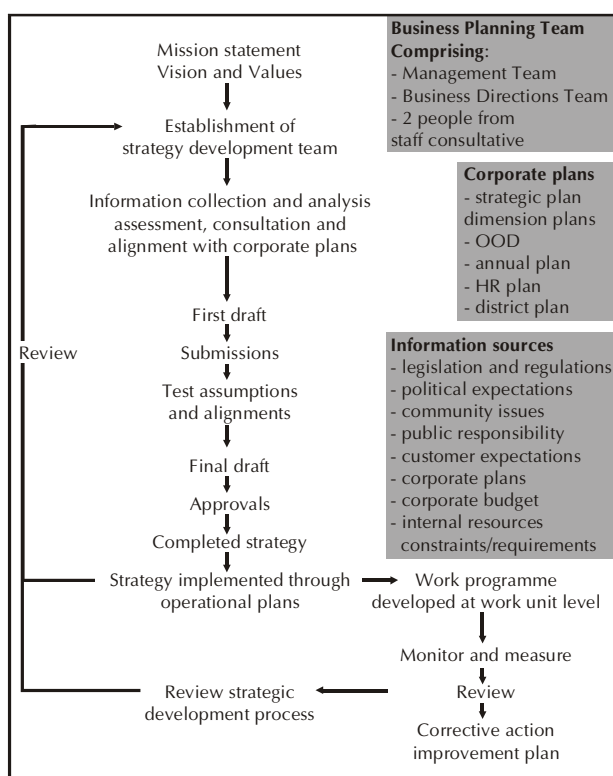 Mission statement
Vision and Values
Establishment of
strategy development team
Information collection and analysis
assessment, consultation and
alignment with corporate plans
First draft
Submissions
Test assumptions
and alignments
Final draft
Approvals
Completed strategy
Strategy implemented through
operational plans
Work programme
developed at work unit level
Monitor and measure
Review
Corrective action
improvement plan
Review strategic
development process
Review
Business Planning Team
Comprising:
- Management Team
- Business Directions Team
- 2 people from
staff consultative
Corporate plans
- strategic plan
dimension plans
- OOD
- annual plan
- HR plan
- district plan
Information sources
- legislation and regulations
- political expectations
- community issues
- public responsibility
- customer expectations
- corporate plans
- corporate budget
- internal resources
constraints/requirements